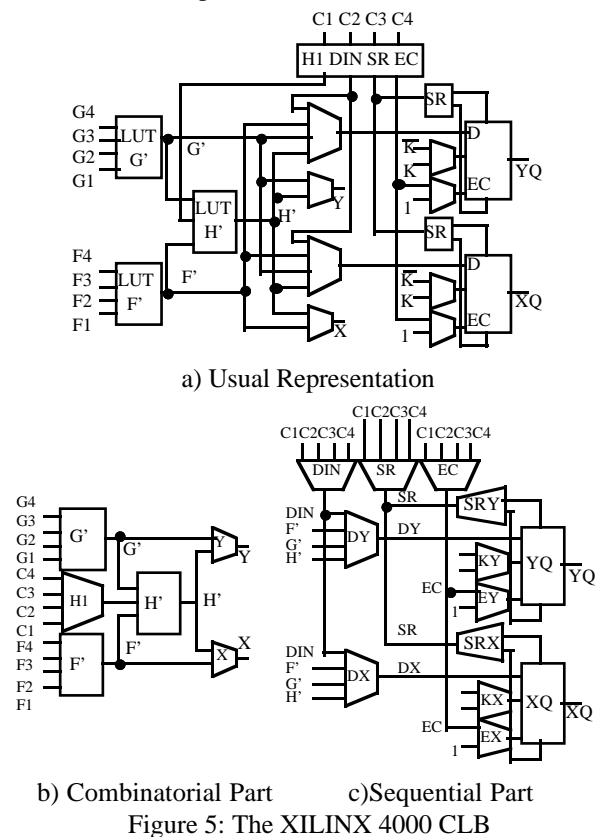 C1 C2 C3 C4
H1 DIN SR EC
SR
G4
G3
G2
G1
LUT
G'
G'
D
K
K
EC
1
YQ
LUT
H'
H'
Y
SR
F4
F3
F2
F1
LUT
F'
F'
D
K
K
EC
1
XQ
X
a) Usual Representation
C1C2C3C4
C1C2C3C4
C1C2C3C4
DIN
SR
EC
G4
G3
G2
G1
C4
C3
C2
C1
F4
F3
F2
F1
G'
G'
H1
H'
H'
F'
F'
Y
Y
X
X
DIN
F'
G'
H'
DY
DY
SR
SRY
KY
EC
1
EY
YQ
YQ
DIN
F'
G'
H'
DX
DX
SR
SRX
KX
EC
1
EX
XQ
XQ
b) Combinatorial Part c)Sequential Part
Figure 5: The XILINX 4000 CLB